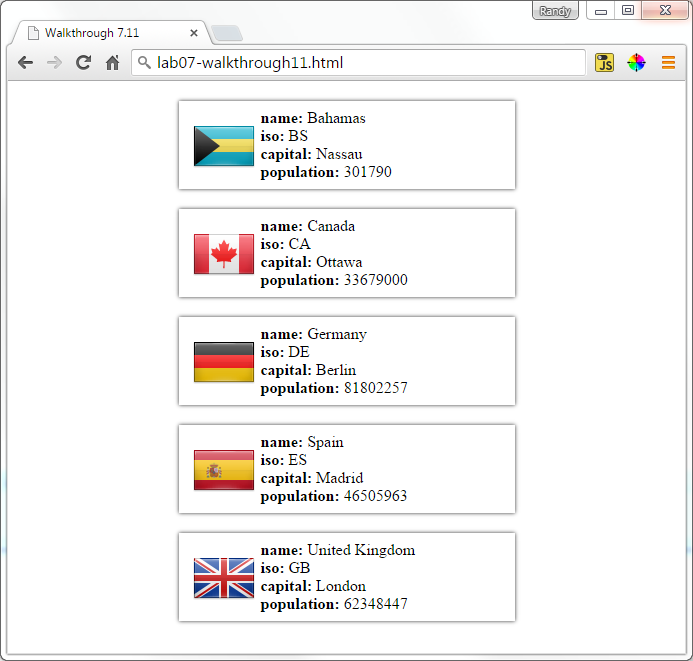 Randy
Walkthrough 7.11
lab07-walkthrough11.html
JS
name: Bahamas
iso: BS
capital: Nassau
population: 301790
name: Canada
iso: CA
capital: Ottawa
population: 33679000
name: Germany
iso: DE
capital: Berlin
population: 81802257
name: Spain
iso: ES
capital: Madrid
population: 46505963
name: United Kingdom
iso: GB
capital: London
population: 62348447